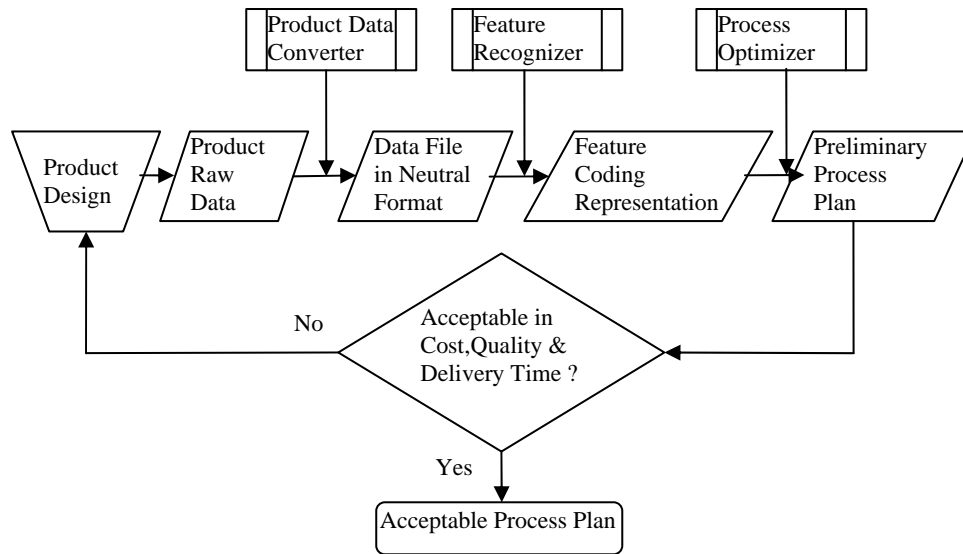 Product Data
Converter
Feature
Recognizer
Process
Optimizer
Product
Design
Product
Raw
Data
Data File
in Neutral
Format
Feature
Coding
Representation
Preliminary
Process
Plan
No
Acceptable in
Cost,Quality &
Delivery Time ?
Yes
Acceptable Process Plan